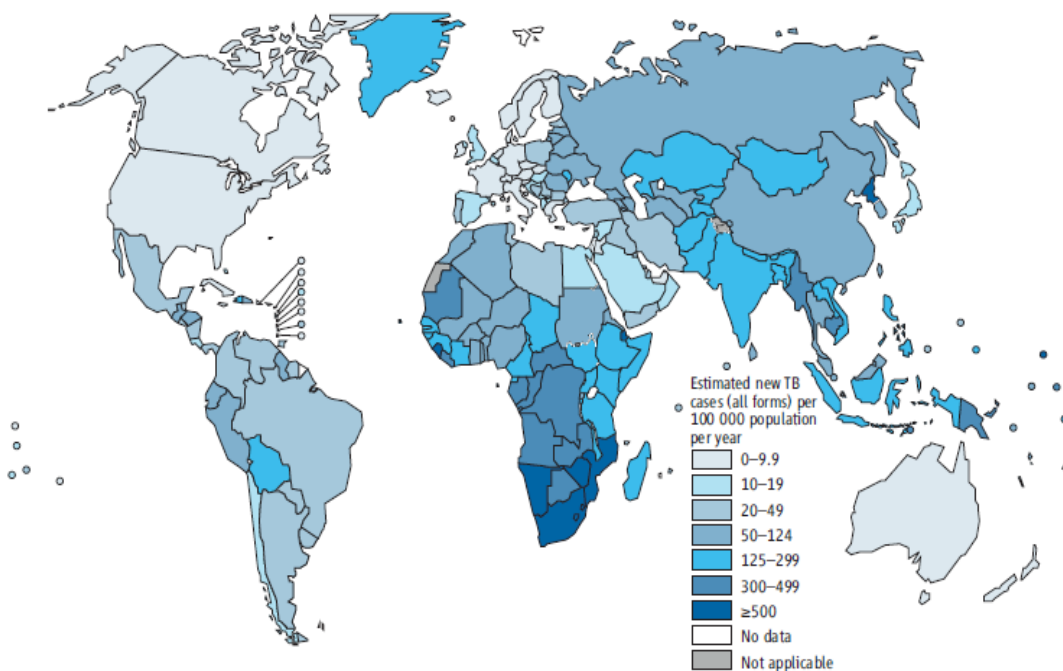 Estimated new TB
cases (all forms) per
100 000 population
per year
0–9.9
10–19
20–49
50–124
125–299
300–499
≥500
No data
Not applicable